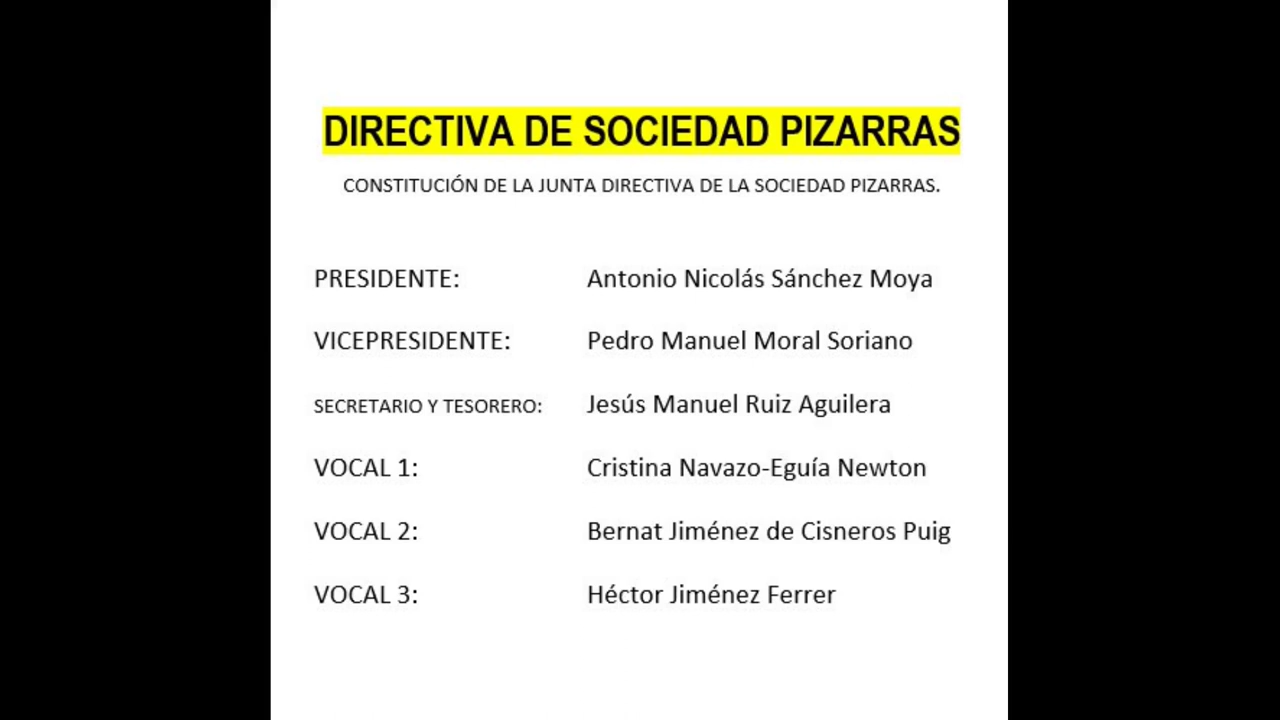 DIRECTIVA DE SOCIEDAD PIZARRAS
CONSTITUCIÓN DE LA JUNTA DIRECTIVA DE LA SOCIEDAD PIZARRAS.
PRESIDENTE: Antonio Nicolás Sánchez Moya
VICEPRESIDENTE: Pedro Manuel Moral Soriano
SECRETARIO Y TESORERO: Jesús Manuel Ruiz Aguilera
VOCAL 1: Cristina Navazo-Eguía Newton
VOCAL 2: Bernat Jiménez de Cisneros Puig
VOCAL 3: Héctor Jiménez Ferrer